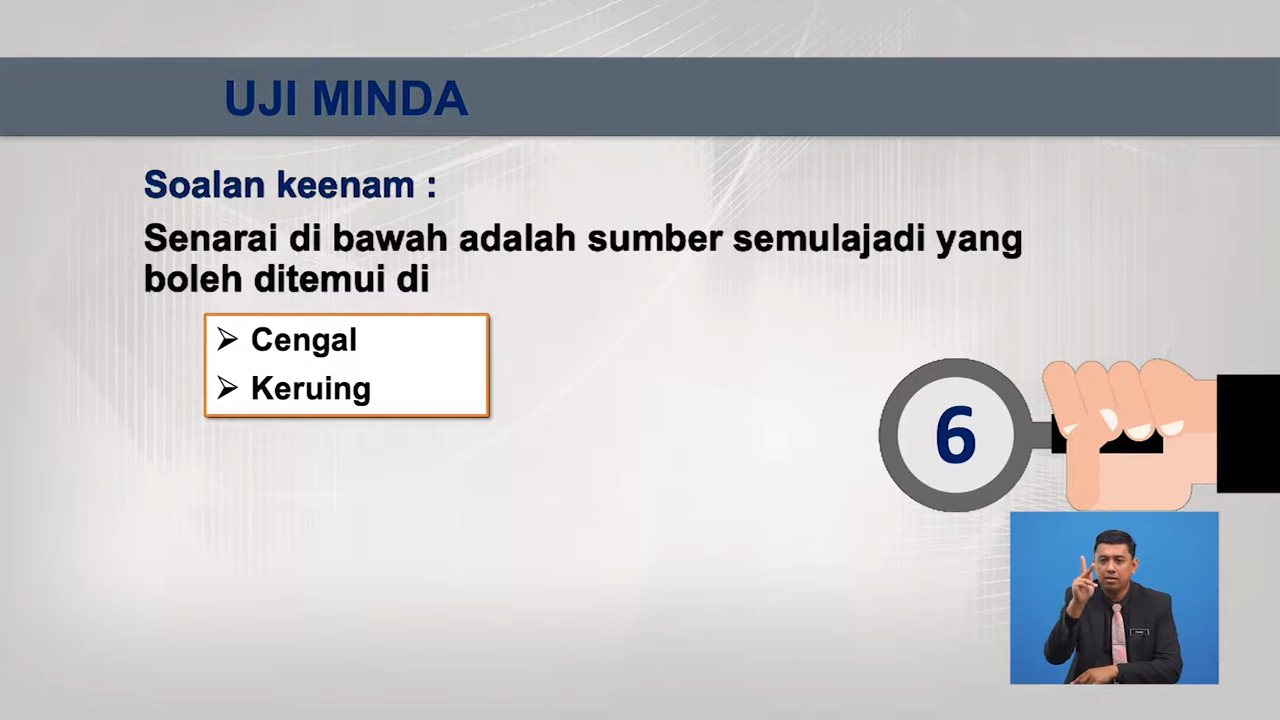 UJI MINDA
Soalan keenam :
Senarai di bawah adalah sumber semulajadi yang
boleh ditemui di
➢ Cengal
➢ Keruing
6